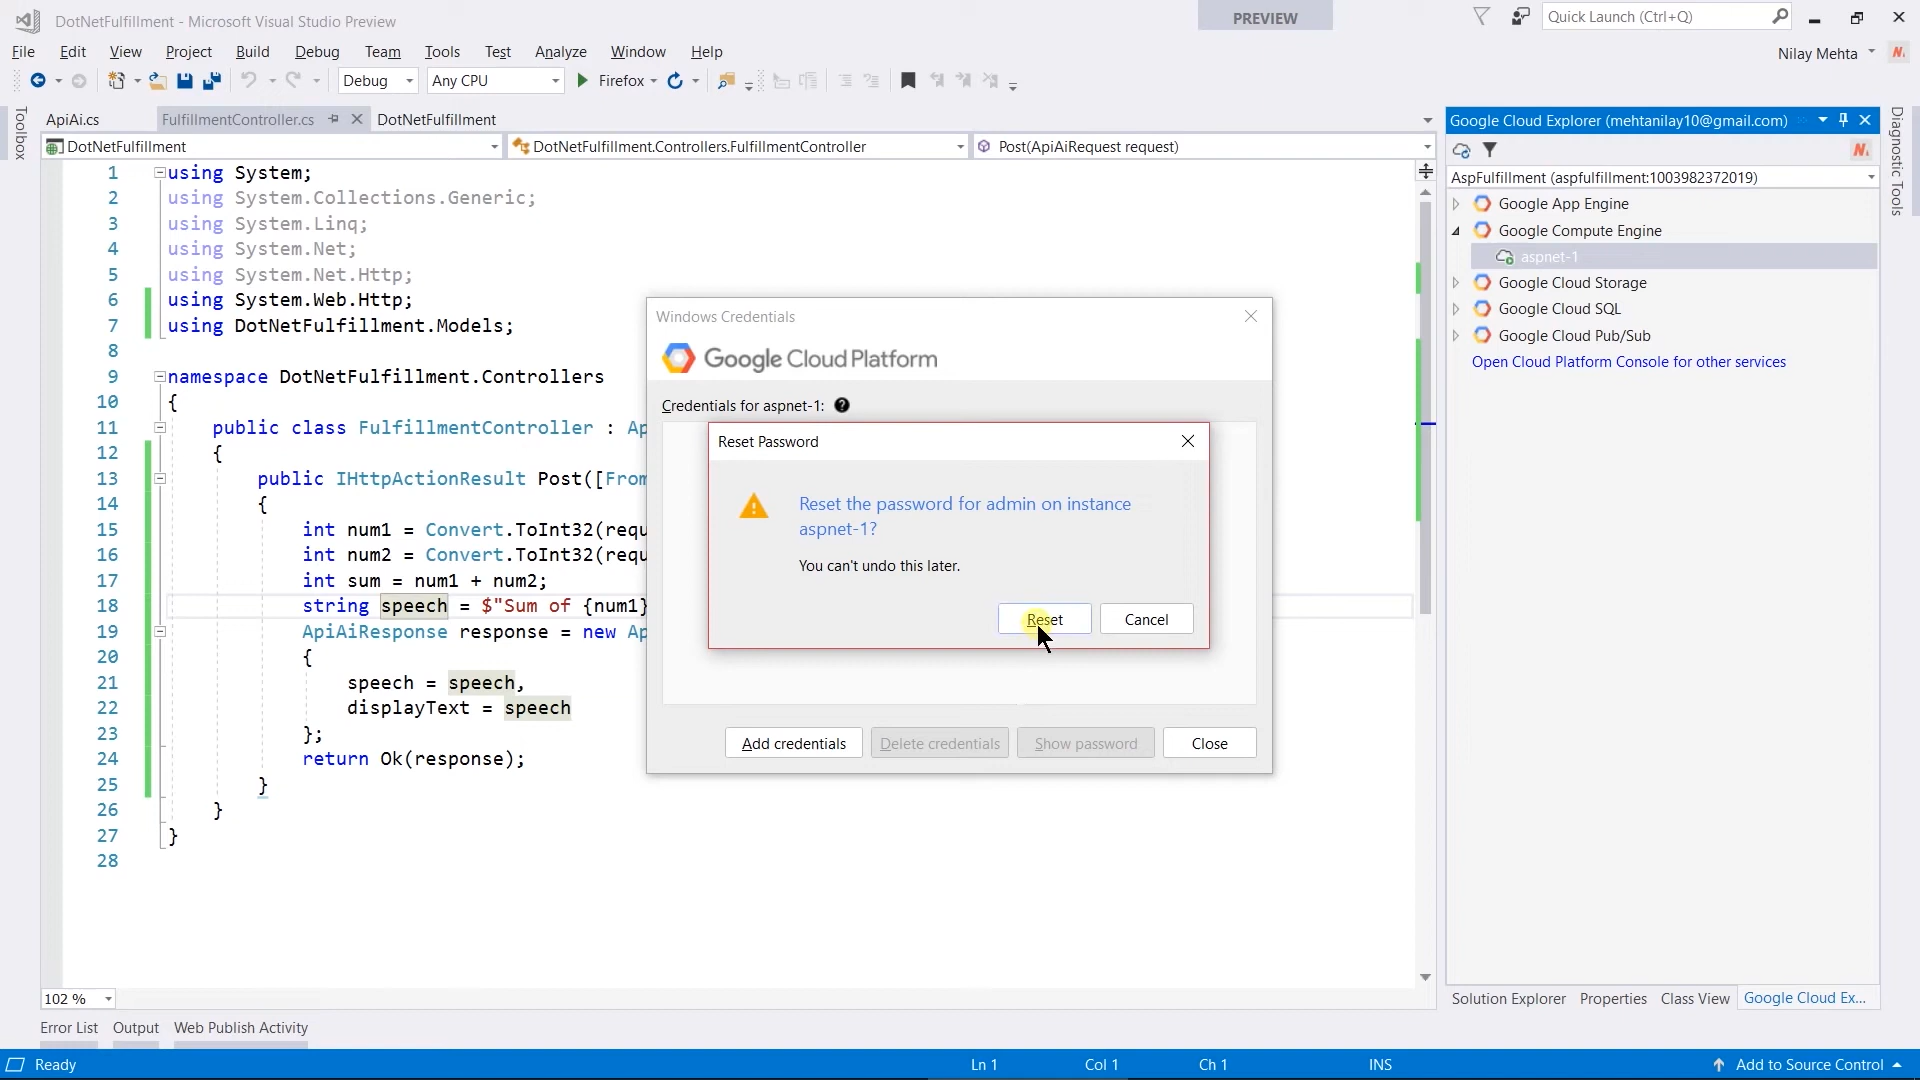 DotNetFulfillment - Microsoft Visual Studio Preview
PREVIEW
Quick Launch (Ctrl+Q)
File Edit View Project Build Debug Team Tools Test Analyze Window Help
Nilay Mehta
N.
Debug
Any CPU
Firefox
Toolbox
ApiAi.cs
FulfillmentController.cs
DotNetFulfillment
DotNetFulfillment
DotNetFulfillment.Controllers.FulfillmentController
Post(ApiAiRequest request)
1 using System;
2 using System.Collections.Generic;
3 using System.Linq;
4 using System.Net;
5 using System.Net.Http;
6 using System.Web.Http;
7 using DotNetFulfillment.Models;
8
9 namespace DotNetFulfillment.Controllers
10 {
11 public class FulfillmentController : Ap
12 {
13 public IHttpActionResult Post([From
14 {
15 int num1 = Convert.ToInt32(requ
16 int num2 = Convert.ToInt32(requ
17 int sum = num1 + num2;
18 string speech = $"Sum of {num1}
19 ApiAiResponse response = new Ap
20 {
21 speech = speech,
22 displayText = speech
23 };
24 return Ok(response);
25 }
26 }
27 }
28
102 %
Windows Credentials
Google Cloud Platform
Credentials for aspnet-1: ?
Reset Password
Reset the password for admin on instance
aspnet-1?
You can't undo this later.
Reset
Cancel
Add credentials
Delete credentials
Show password
Close
Google Cloud Explorer (mehtanilay10@gmail.com)
N.
AspFulfillment (aspfulfillment:1003982372019)
Google App Engine
Google Compute Engine
aspnet-1
Google Cloud Storage
Google Cloud SQL
Google Cloud Pub/Sub
Open Cloud Platform Console for other services
Diagnostic Tools
Solution Explorer Properties Class View Google Cloud Ex...
Error List Output Web Publish Activity
Ready
Ln 1
Col 1
Ch 1
INS
Add to Source Control